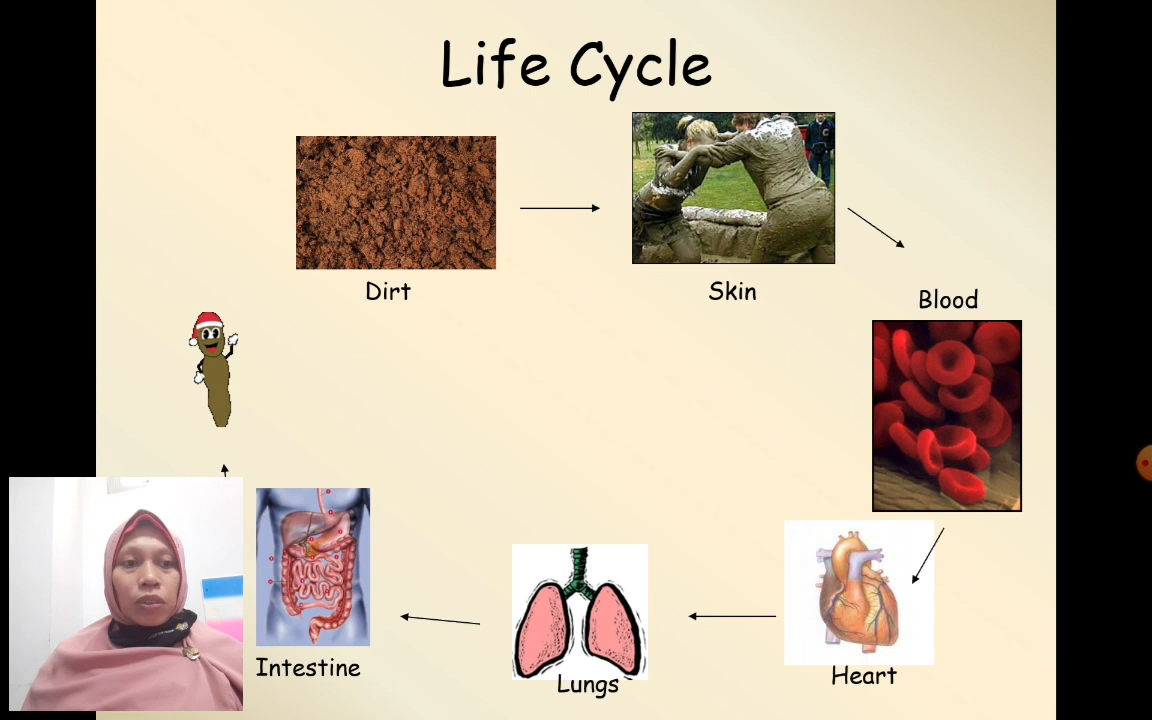 Life Cycle
Dirt
Skin
Blood
Heart
Lungs
Intestine